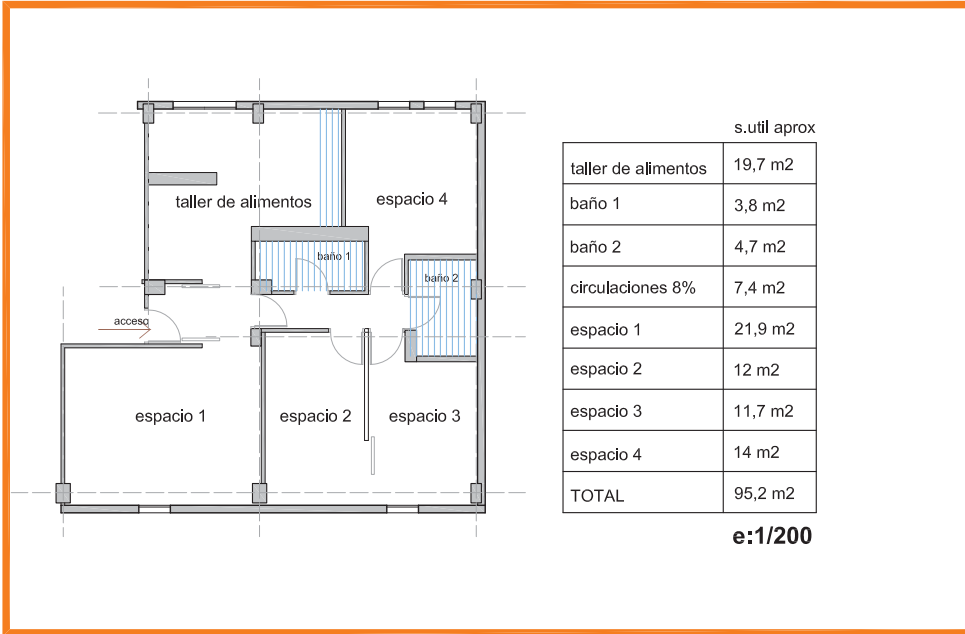 taller de alimentos
espacio 4
baño 1
baño 2
acceso
espacio 1
espacio 2
espacio 3
s.util aprox
taller de alimentos 19,7 m2
baño 1 3,8 m2
baño 2 4,7 m2
circulaciones 8% 7,4 m2
espacio 1 21,9 m2
espacio 2 12 m2
espacio 3 11,7 m2
espacio 4 14 m2
TOTAL 95,2 m2
e:1/200